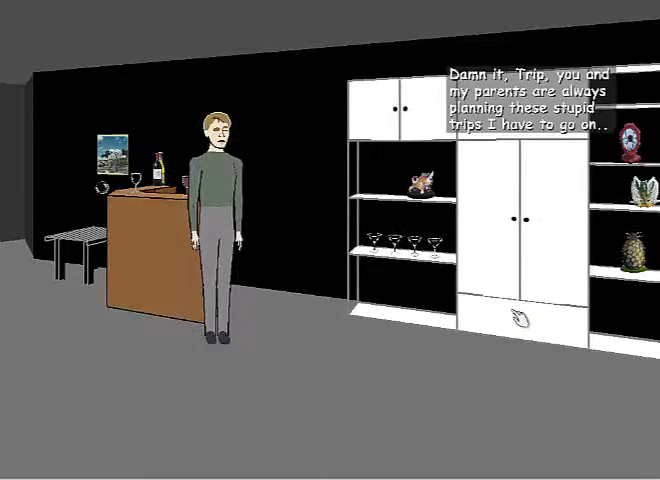 Damn it, Trip, you and
my parents are always
planning these stupid
trips I have to go on..